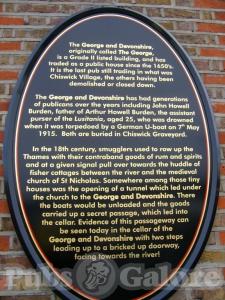 The George and Devonshire,
originally called The George,
is a Grade II listed building, and has
traded as a public house since the 1650's.
It is the last pub still trading in what was
Chiswick Village, the others having been
demolished or closed down.
The George and Devonshire has had generations
of publicans over the years including John Howell
Burden, the father of Arthur Howell Burden, the assistant
purser of the Lusitania, aged 25, who was drowned
when it was torpedoed by a German U-boat on 7th May
1915. Both are buried in Chiswick Graveyard.
In the 18th century, smugglers used to row up the
Thames with their contraband goods of rum and spirits
and at a given signal pull over towards the huddle of
fisher cottages between the river and the medieval
church of St Nicholas. Somewhere among those tiny
houses was the opening of a tunnel which led under
the church to the George and Devonshire. There
the boats would be unloaded and the goods
carried up a secret passage, which led into
the cellar. Evidence of this passageway can
be seen today in the cellar of the
George and Devonshire with two steps
leading up to a bricked up doorway,
facing towards the river!